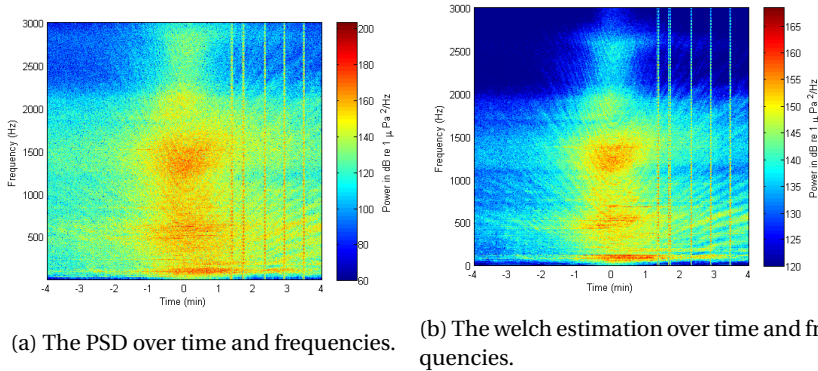 3000
2500
2000
1500
1000
500
Frequency (Hz)
-4 -3 -2 -1 0 1 2 3 4
Time (min)
200
180
160
140
120
100
80
60
Power in dB re 1 μ Pa²/Hz
(a) The PSD over time and frequencies.
3000
2500
2000
1500
1000
500
0
Frequency (Hz)
-4 -3 -2 -1 0 1 2 3 4
Time (min)
165
160
155
150
145
140
135
130
125
120
Power in dB re 1 μ Pa²/Hz
(b) The welch estimation over time and fr
quencies.